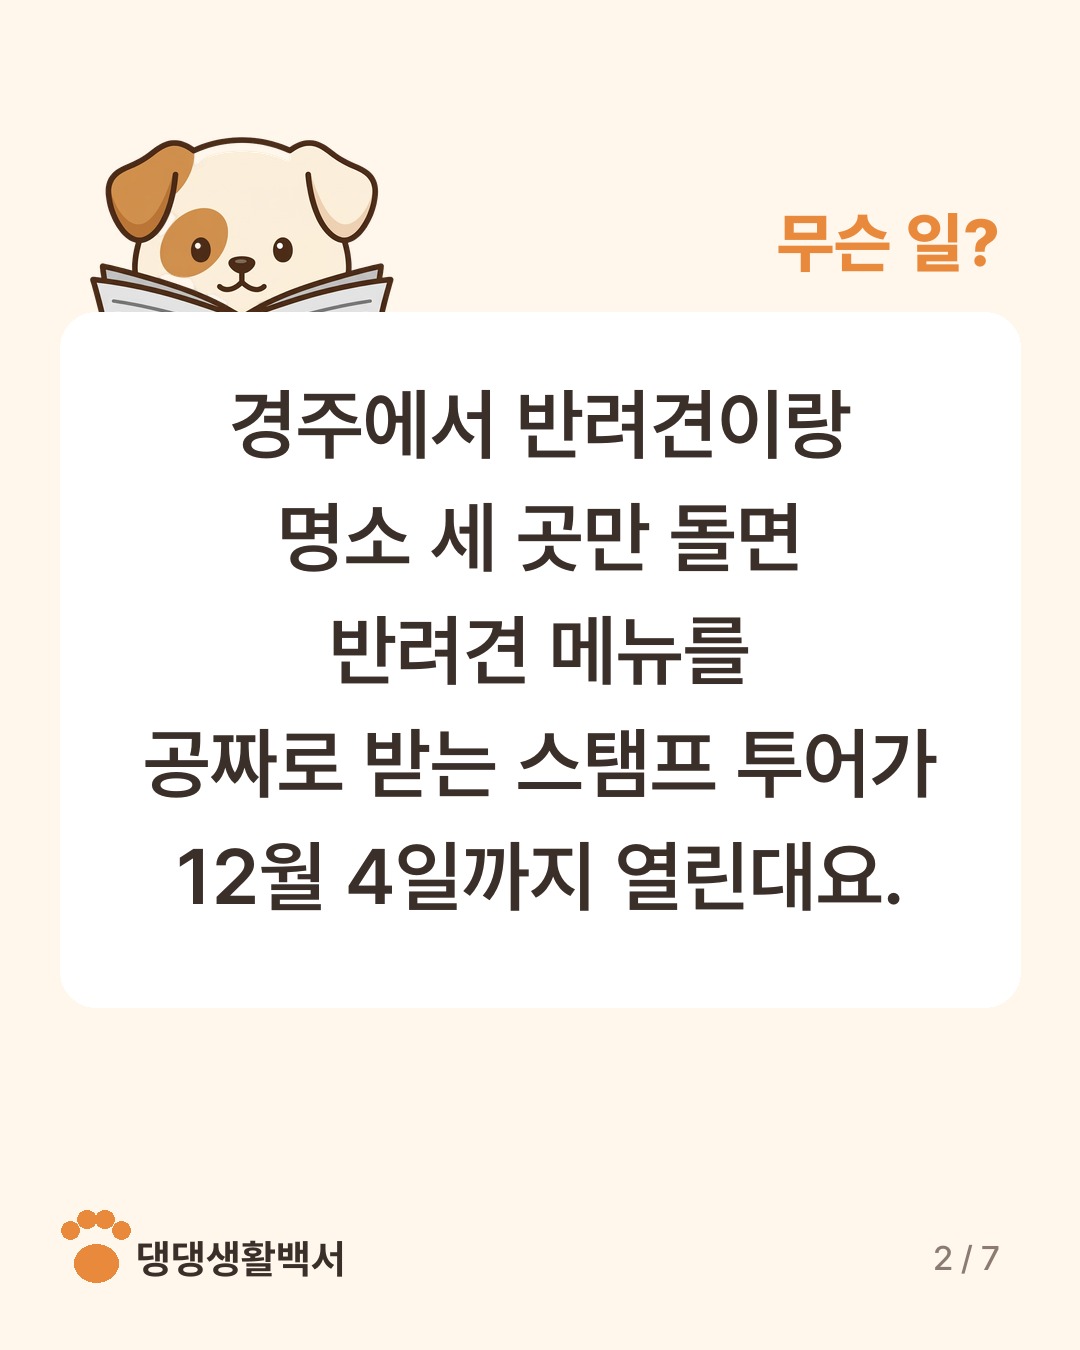 무슨 일?
경주에서 반려견이랑
명소 세 곳만 돌면
반려견 메뉴를
공짜로 받는 스탬프 투어가
12월 4일까지 열린대요.
댕댕생활백서
2 / 7